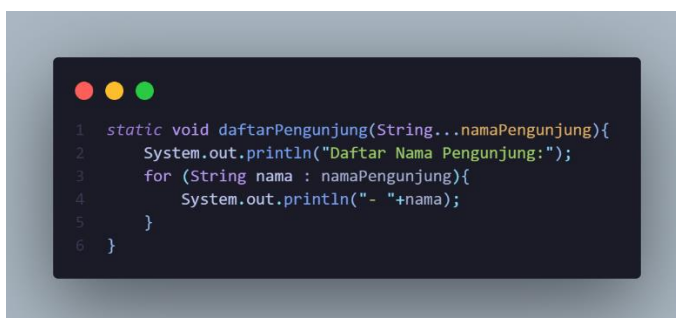 1 static void daftarPengunjung(String...namaPengunjung){
2 System.out.println("Daftar Nama Pengunjung:");
3 for (String nama : namaPengunjung){
4 System.out.println("- "+nama);
5 }
6 }